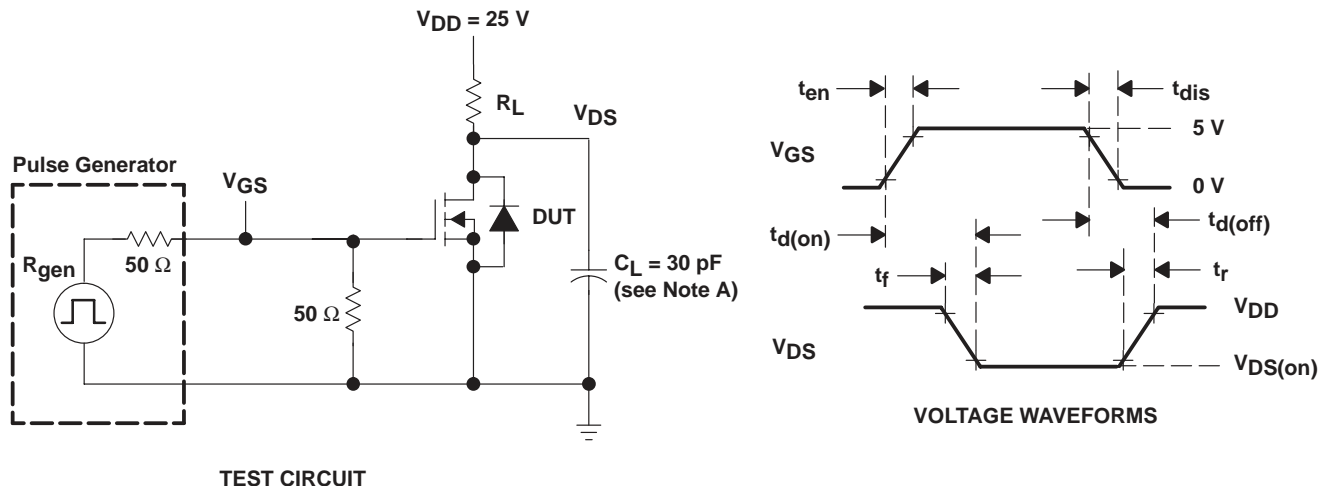 VDD = 25 V
RL
VDS
Pulse Generator
VGS
DUT
Rgen
50 Ω
50 Ω
CL = 30 pF
(see Note A)
TEST CIRCUIT
ten
tdis
5 V
VGS
0 V
td(on)
td(off)
tf
tr
VDD
VDS
VDS(on)
VOLTAGE WAVEFORMS